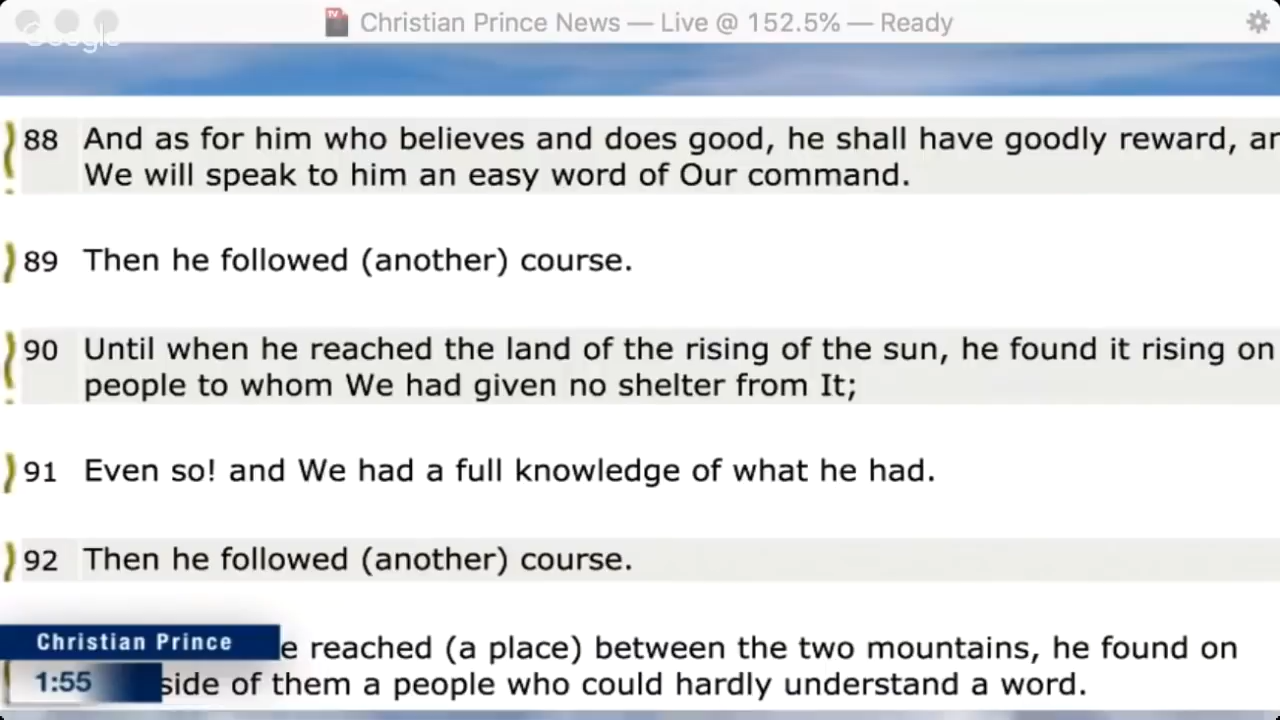 Christian Prince News — Live @ 152.5% — Ready
Google
88 And as for him who believes and does good, he shall have goodly reward,
We will speak to him an easy word of Our command.
89 Then he followed (another) course.
90 Until when he reached the land of the rising of the sun, he found it rising on
people to whom We had given no shelter from It;
91 Even so! and We had a full knowledge of what he had.
92 Then he followed (another) course.
reached (a place) between the two mountains, he found on
side of them a people who could hardly understand a word.
Christian Prince
1:55